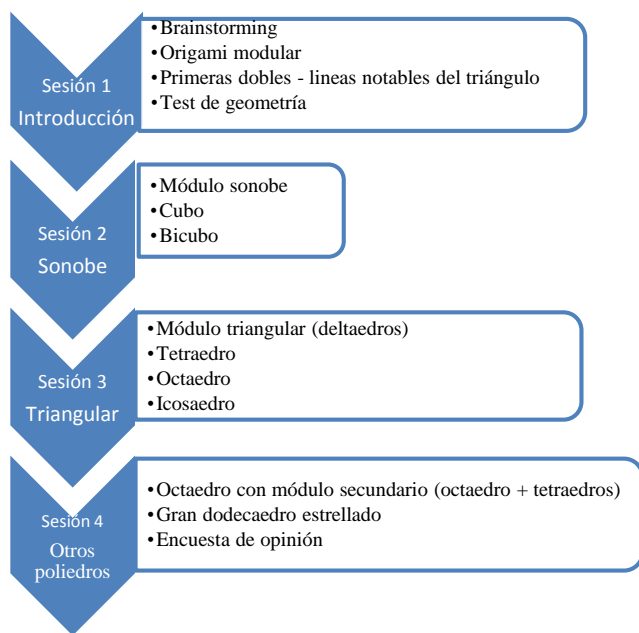 Sesión 1
Introducción
•Brainstorming
•Origami modular
•Primeras dobles - lineas notables del triángulo
•Test de geometría
Sesión 2
Sonobe
•Módulo sonobe
•Cubo
•Bicubo
Sesión 3
Triangular
•Módulo triangular (deltaedros)
•Tetraedro
•Octaedro
•Icosaedro
Sesión 4
Otros
poliedros
•Octaedro con módulo secundario (octaedro + tetraedros)
•Gran dodecaedro estrellado
•Encuesta de opinión